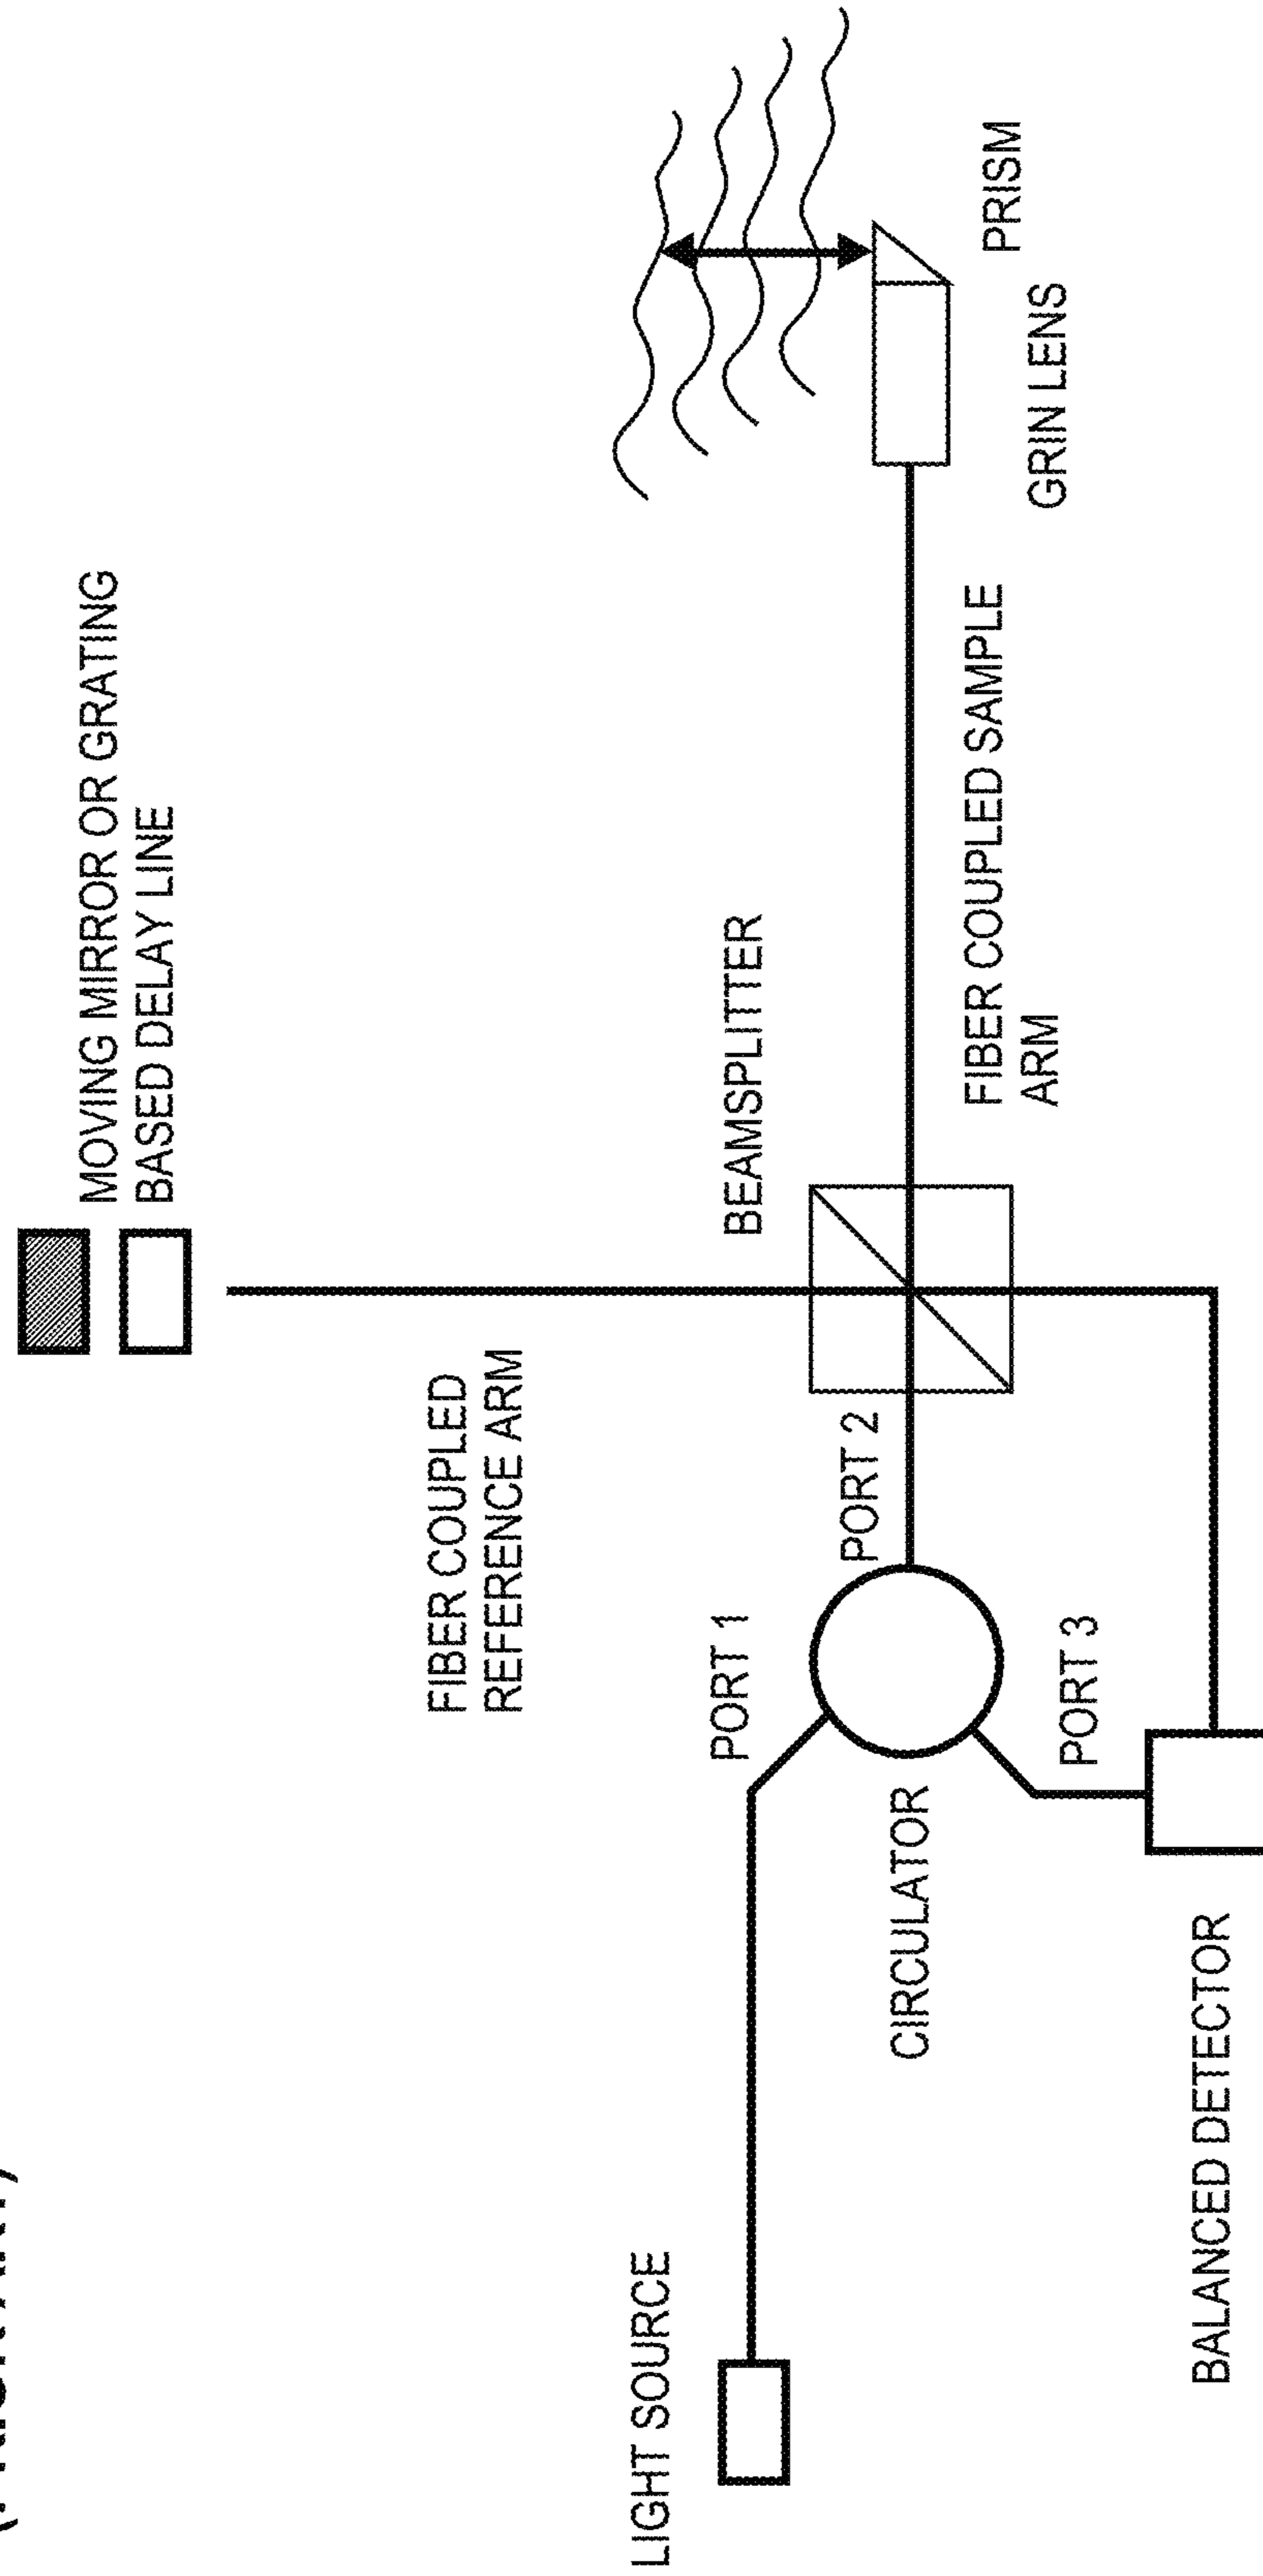 MOVING MIRROR OR GRATING
BASED DELAY LINE
FIBER COUPLED
REFERENCE ARM
LIGHT SOURCE
PORT 1
BEAMSPLITTER
PORT 2
CIRCULATOR
FIBER COUPLED SAMPLE
ARM
PRISM
GRIN LENS
PORT 3
BALANCED DETECTOR